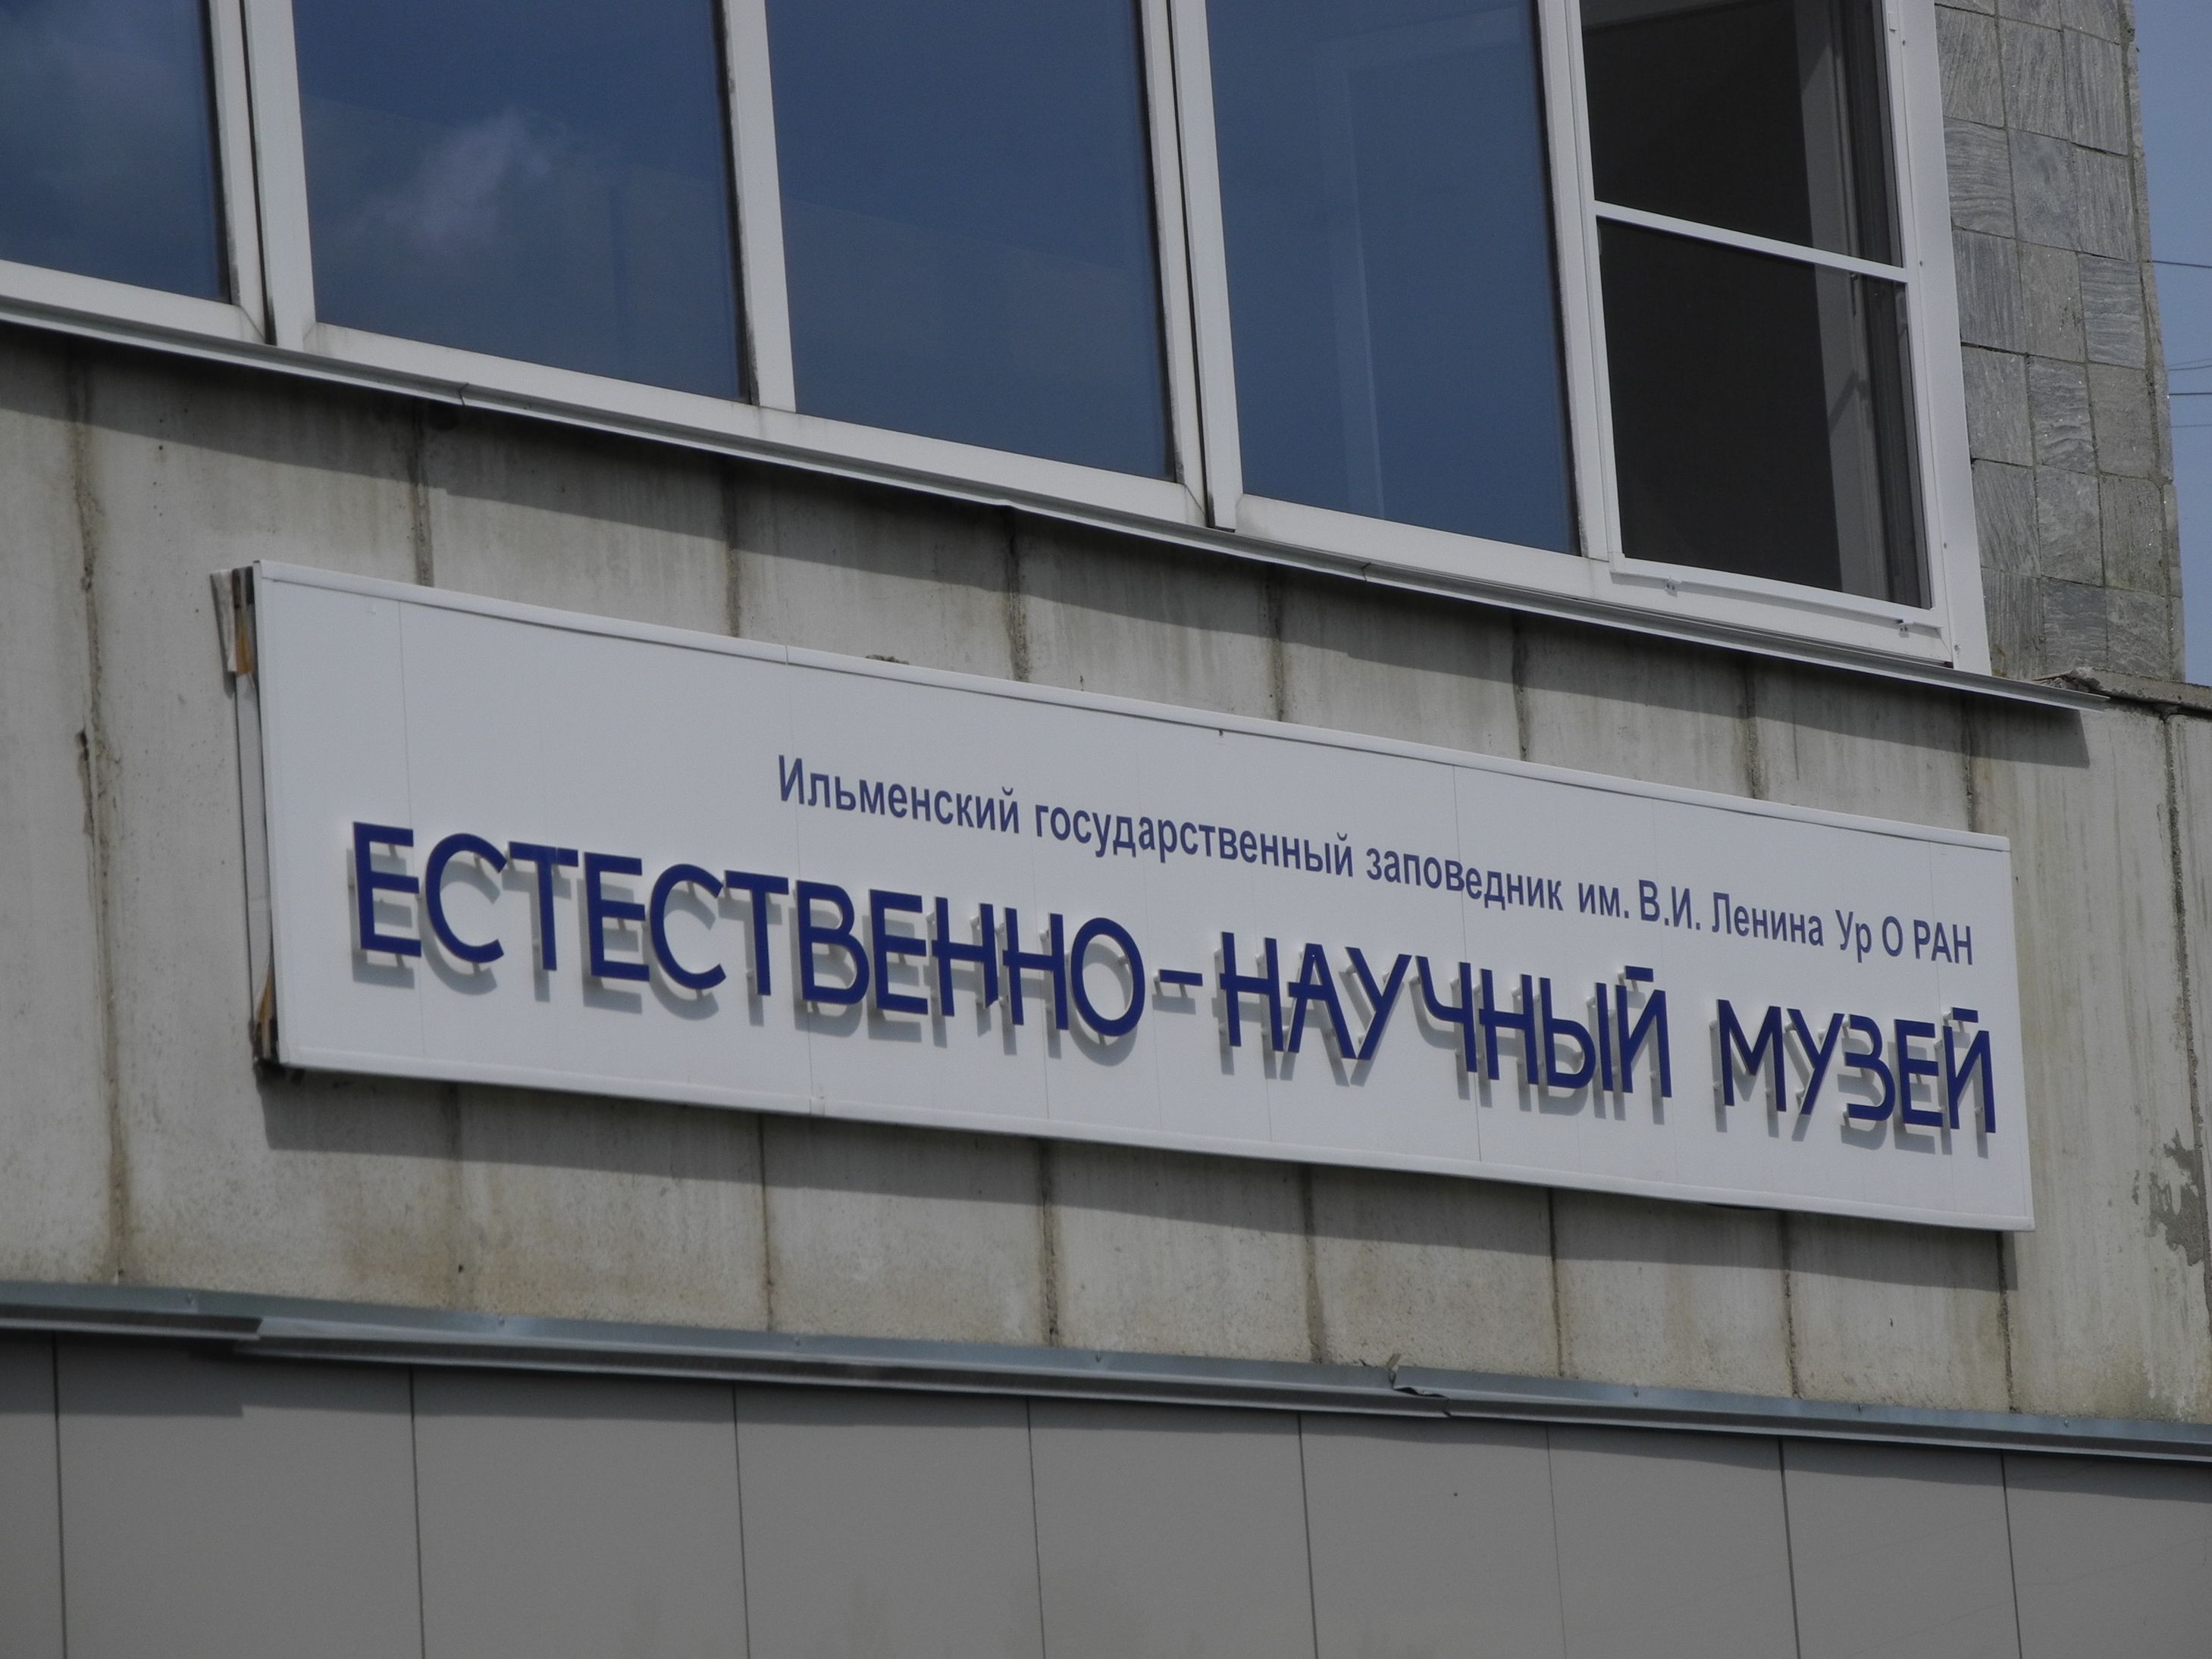 Ильменский государственный заповедник им. В.И. Ленина Ур О РАН
ЕСТЕСТВЕННО-НАУЧНЫЙ МУЗЕЙ